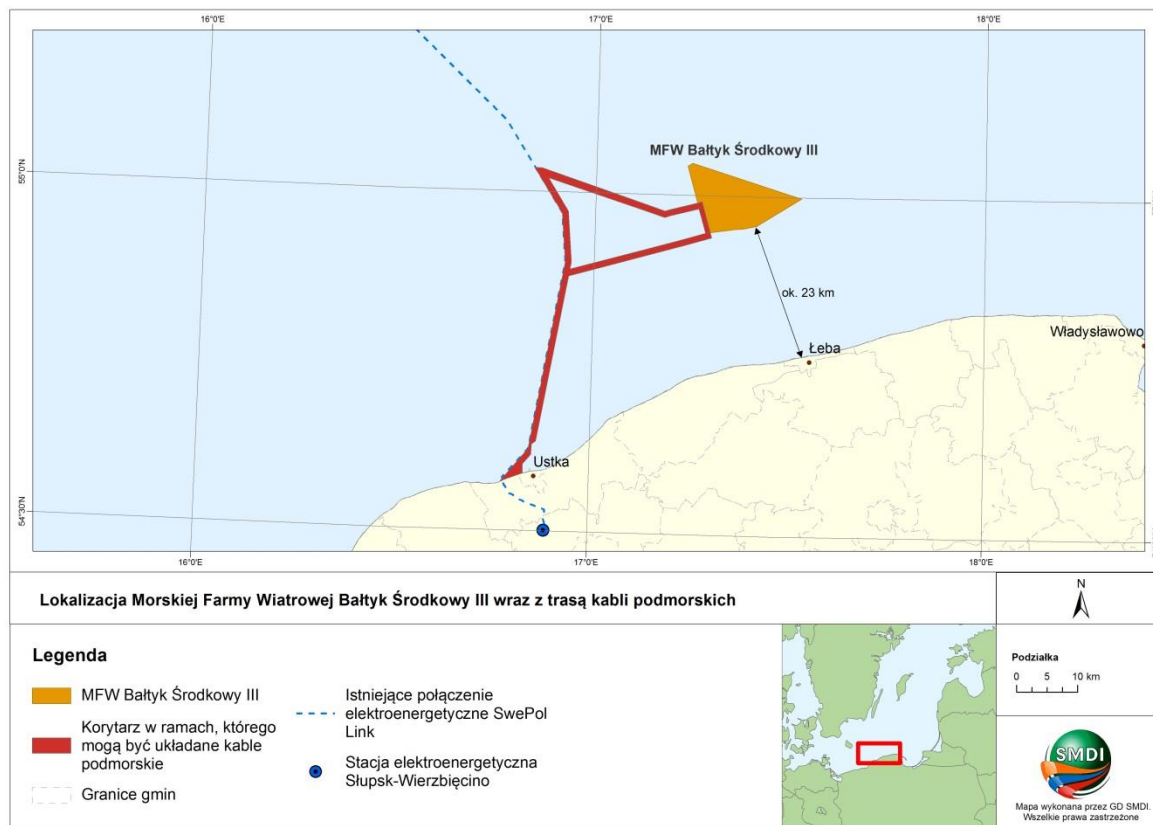 16°0'E
17°0'E
18°0'E
MFW Bałtyk Środkowy III
55°0'N
ok. 23 km
Władysławowo
Łeba
Ustka
54°30'N
16°0'E
17°0'E
18°0'E
Lokalizacja Morskiej Farmy Wiatrowej Bałtyk Środkowy III wraz z trasą kabli podmorskich
N
Legenda
MFW Bałtyk Środkowy III
Korytarz w ramach, którego
mogą być układane kable
podmorskie
Granice gmin
Istniejące połączenie
elektroenergetyczne SwePol
Link
Stacja elektroenergetyczna
Słupsk-Wierzbięcino
Podziałka
0 5 10 km
SMDI
Mapa wykonana przez GD SMDI.
Wszelkie prawa zastrzeżone